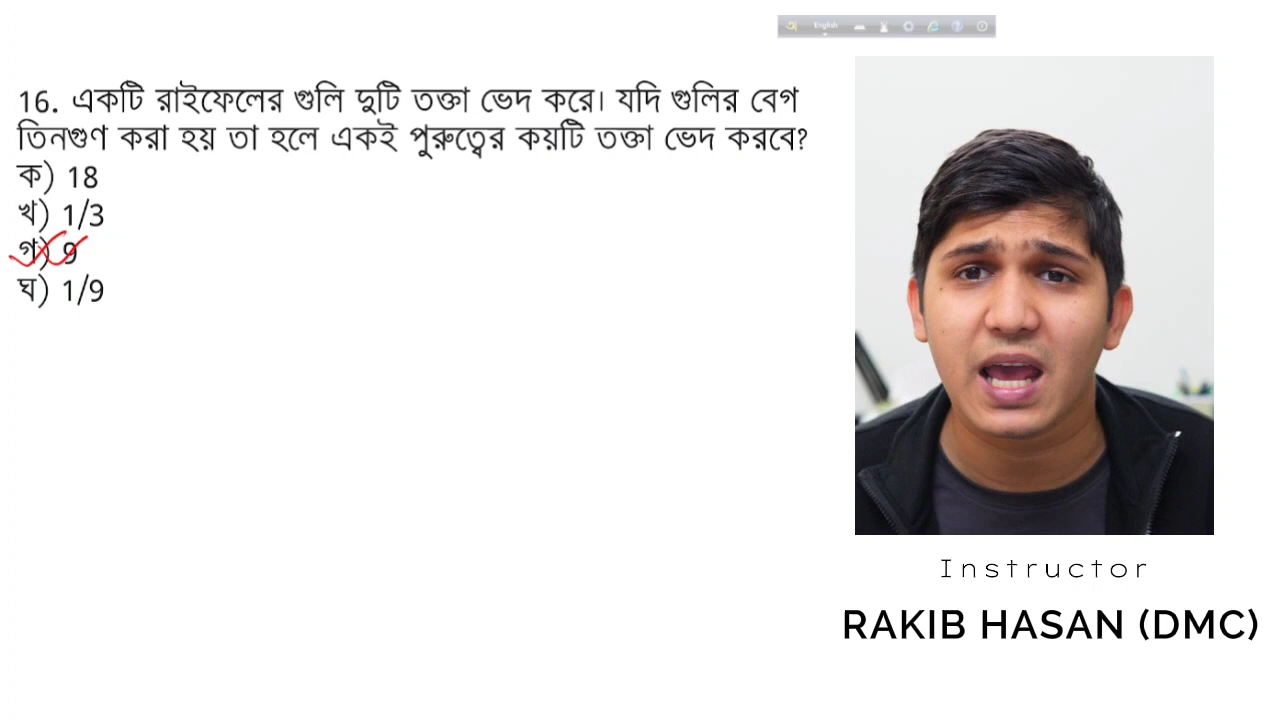 English
16. একটি রাইফেলের গুলি দুটি তক্তা ভেদ করে। যদি গুলির বেগ
তিনগুণ করা হয় তা হলে একই পুরুত্বের কয়টি তক্তা ভেদ করবে?
ক) 18
খ) 1/3
গ) 9
ঘ) 1/9
Instructor
RAKIB HASAN (DMC)